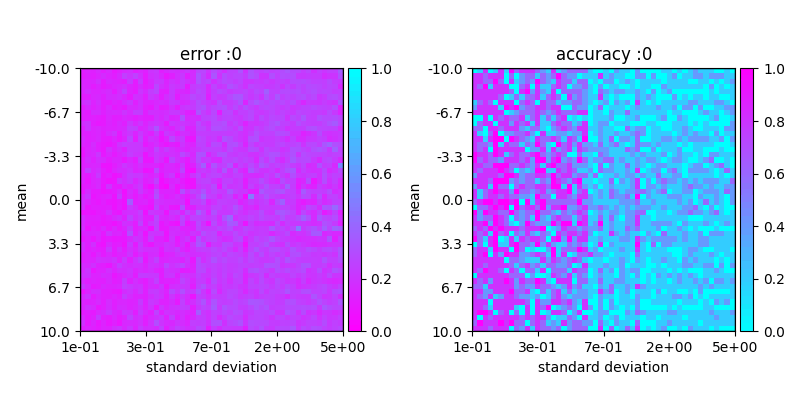 error :0
accuracy :0
-10.0
-6.7
-3.3
0.0
3.3
6.7
10.0
mean
1e-01
3e-01
7e-01
2e+00
5e+00
standard deviation
1.0
0.8
0.6
0.4
0.2
0.0
-10.0
-6.7
-3.3
0.0
3.3
6.7
10.0
mean
1e-01
3e-01
7e-01
2e+00
5e+00
standard deviation
1.0
0.8
0.6
0.4
0.2
0.0